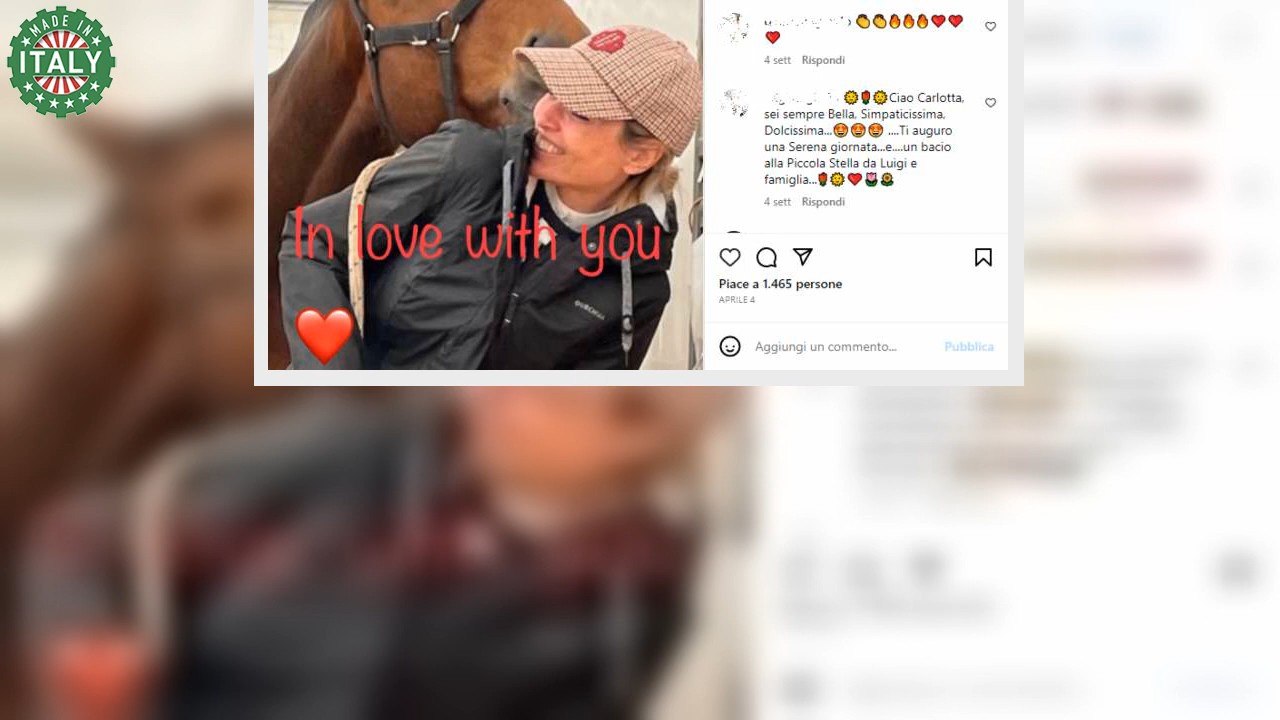 MADE IN
ITALY
In love with you
👏👏🔥🔥🔥❤️❤️
❤️
4 sett Rispondi
🌞🌹🌞Ciao Carlotta,
sei sempre Bella, Simpaticissima,
Dolcissima...🤩🤩🤩 ....Ti auguro
una Serena giornata...e....un bacio
alla Piccola Stella da Luigi e
famiglia...🌹🌞❤️🌷🌻
4 sett Rispondi
Piace a 1.465 persone
APRILE 4
Aggiungi un commento... Pubblica